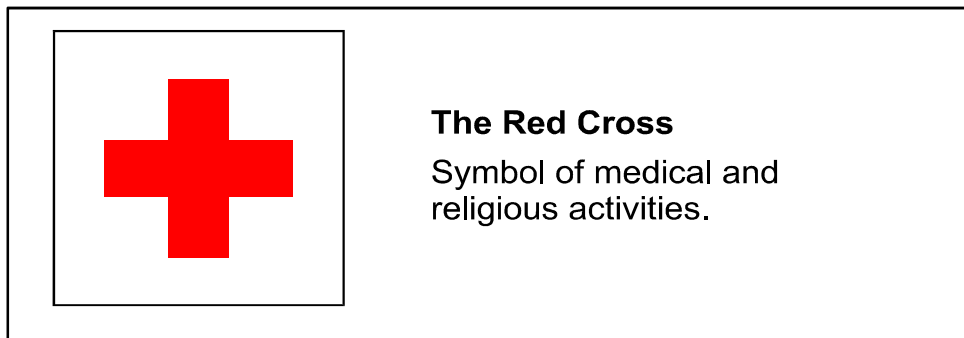 The Red Cross
Symbol of medical and
religious activities.